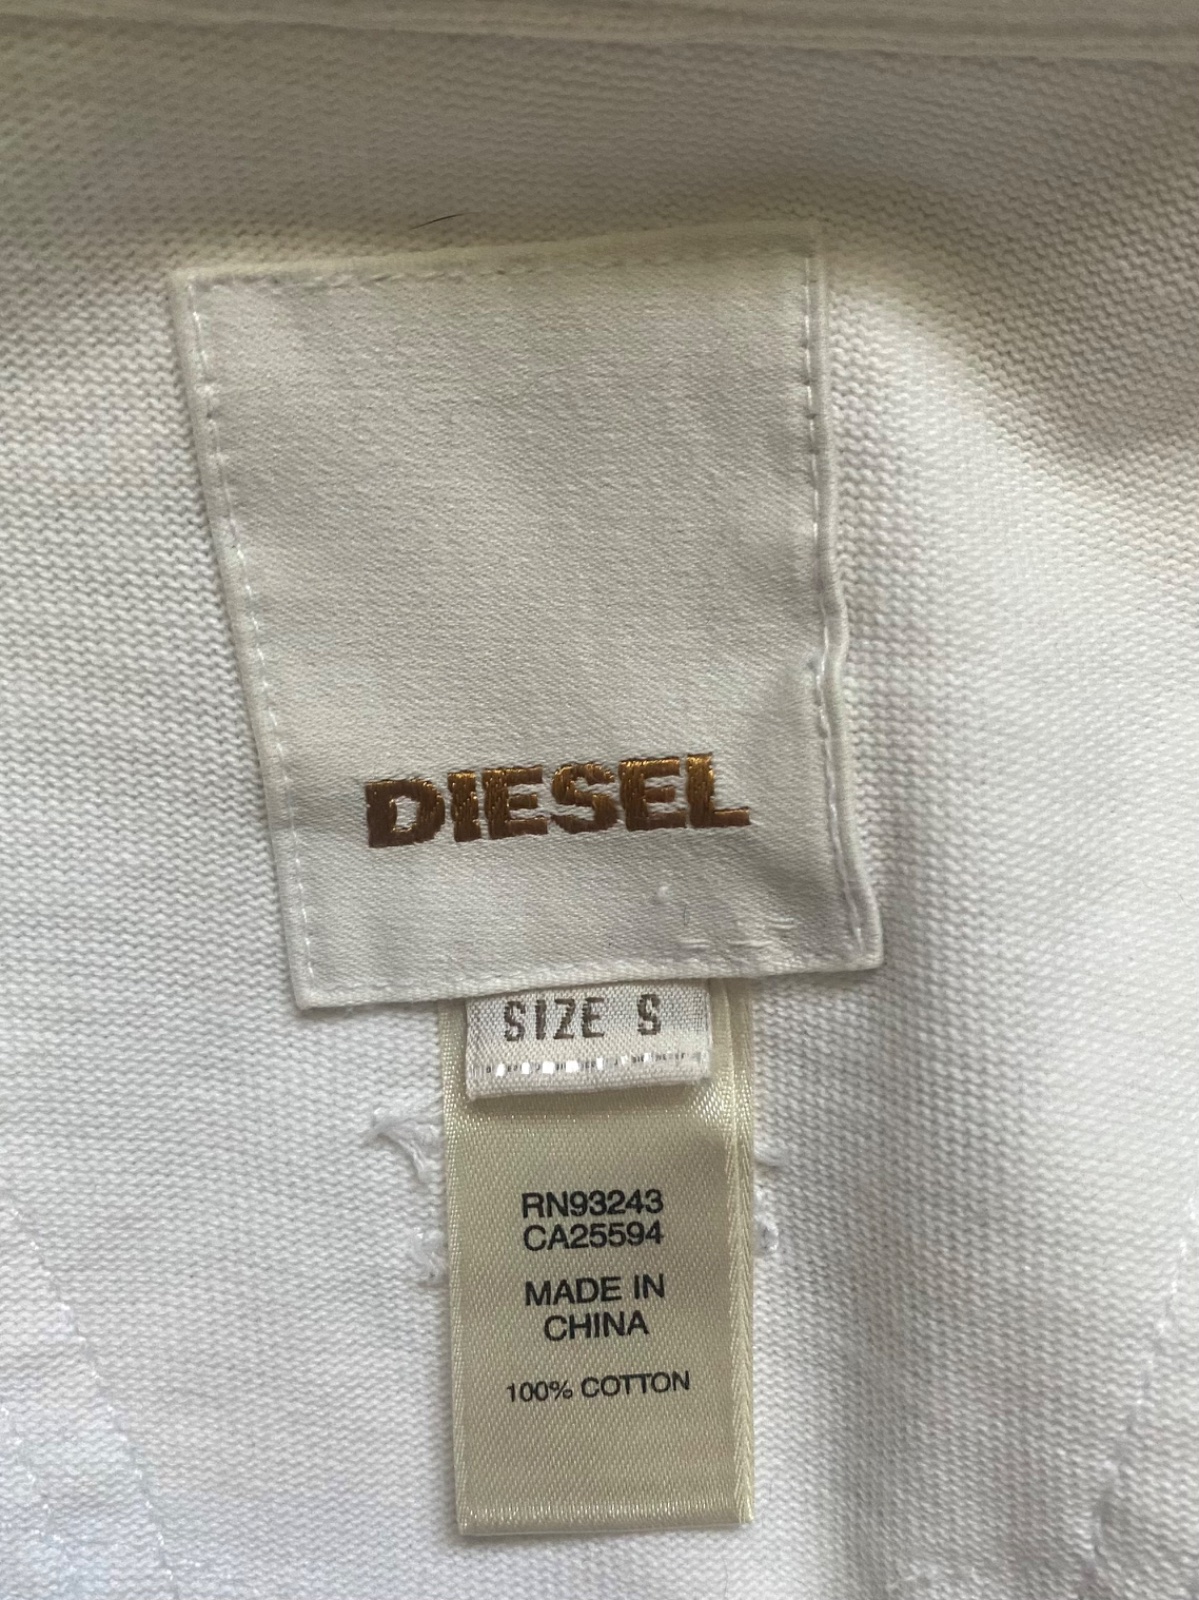 DIESEL
SIZE S
RN93243
CA25594
MADE IN
CHINA
100% COTTON